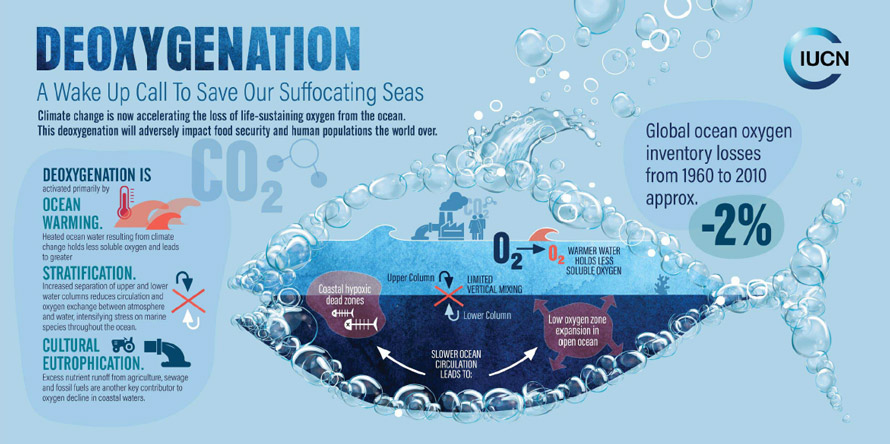 DEOXYGENATION
A Wake Up Call To Save Our Suffocating Seas
Climate change is now accelerating the loss of life-sustaining oxygen from the ocean.
This deoxygenation will adversely impact food security and human populations the world over.
IUCN
CO2
DEOXYGENATION IS
activated primarily by
OCEAN
WARMING.
Heated ocean water resulting from climate
change holds less soluble oxygen and leads
to greater
STRATIFICATION.
Increased separation of upper and lower
water columns reduces circulation and
oxygen exchange between atmosphere
and water, intensifying stress on marine
species throughout the ocean.
CULTURAL
EUTROPHICATION.
Excess nutrient runoff from agriculture, sewage
and fossil fuels are another key contributor to
oxygen decline in coastal waters.
Global ocean oxygen
inventory losses
from 1960 to 2010
approx.
-2%
CO2
O2
O2
WARMER WATER
HOLDS LESS
SOLUBLE OXYGEN
Upper Column
LIMITED
VERTICAL MIXING
Lower Column
Coastal hypoxic
dead zones
Low oxygen zone
expansion in
open ocean
SLOWER OCEAN
CIRCULATION
LEADS TO: